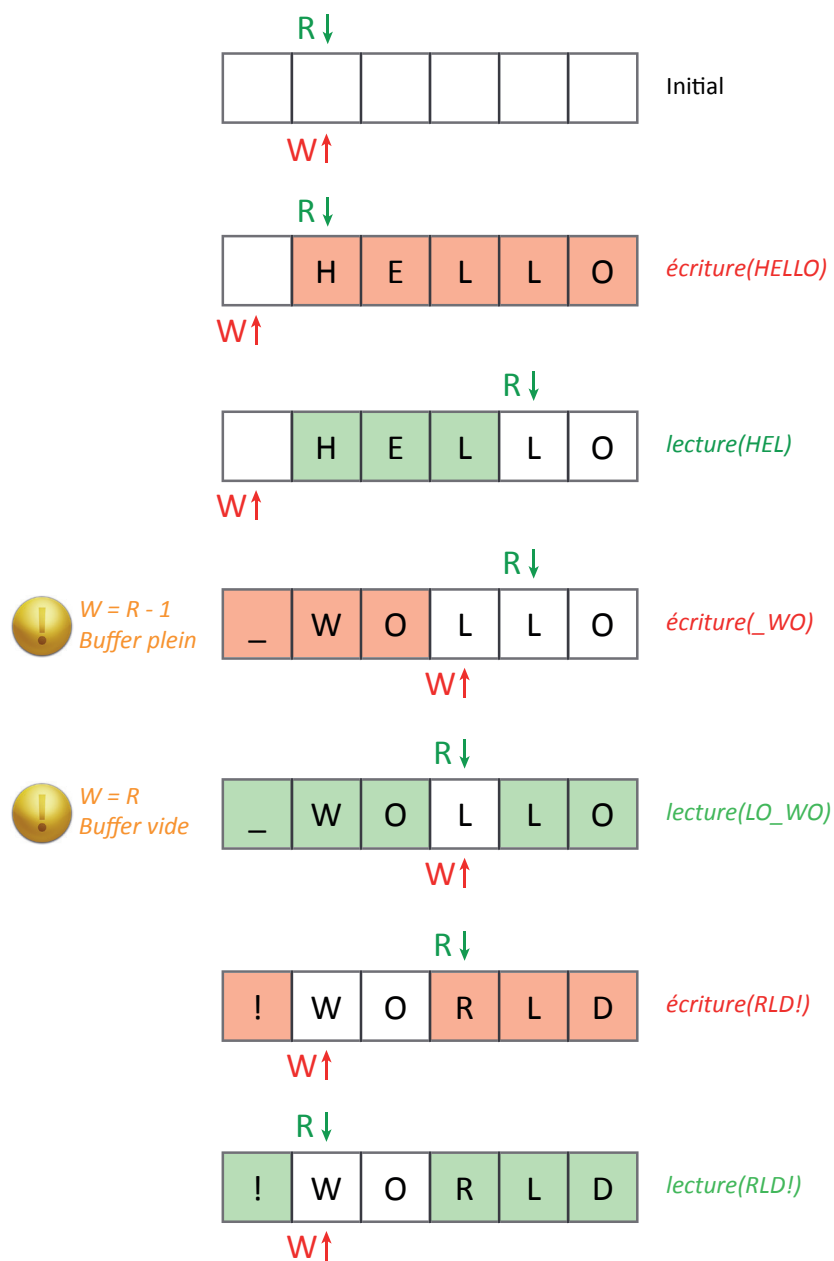 R
Initial
W
R
H E L L O
écriture(HELLO)
W
R
H E L L O
lecture(HEL)
W
R
W = R - 1
Buffer plein
_ W O L L O
écriture(_WO)
W
R
W = R
Buffer vide
_ W O L L O
lecture(LO_WO)
W
R
! W O R L D
écriture(RLD!)
W
R
! W O R L D
lecture(RLD!)
W